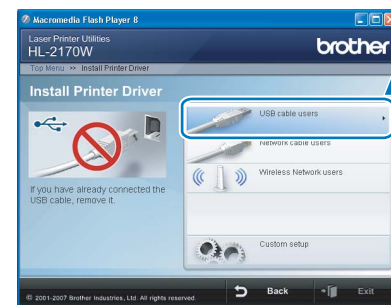 Macromedia Flash Player 8
Laser Printer Utilities
HL-2170W
brother
Top Menu >> Install Printer Driver
Install Printer Driver
USB cable users
Network cable users
Wireless Network users
If you have already connected the
USB cable, remove it.
Custom setup
© 2001-2007 Brother Industries, Ltd. All rights reserved.
Back
Exit